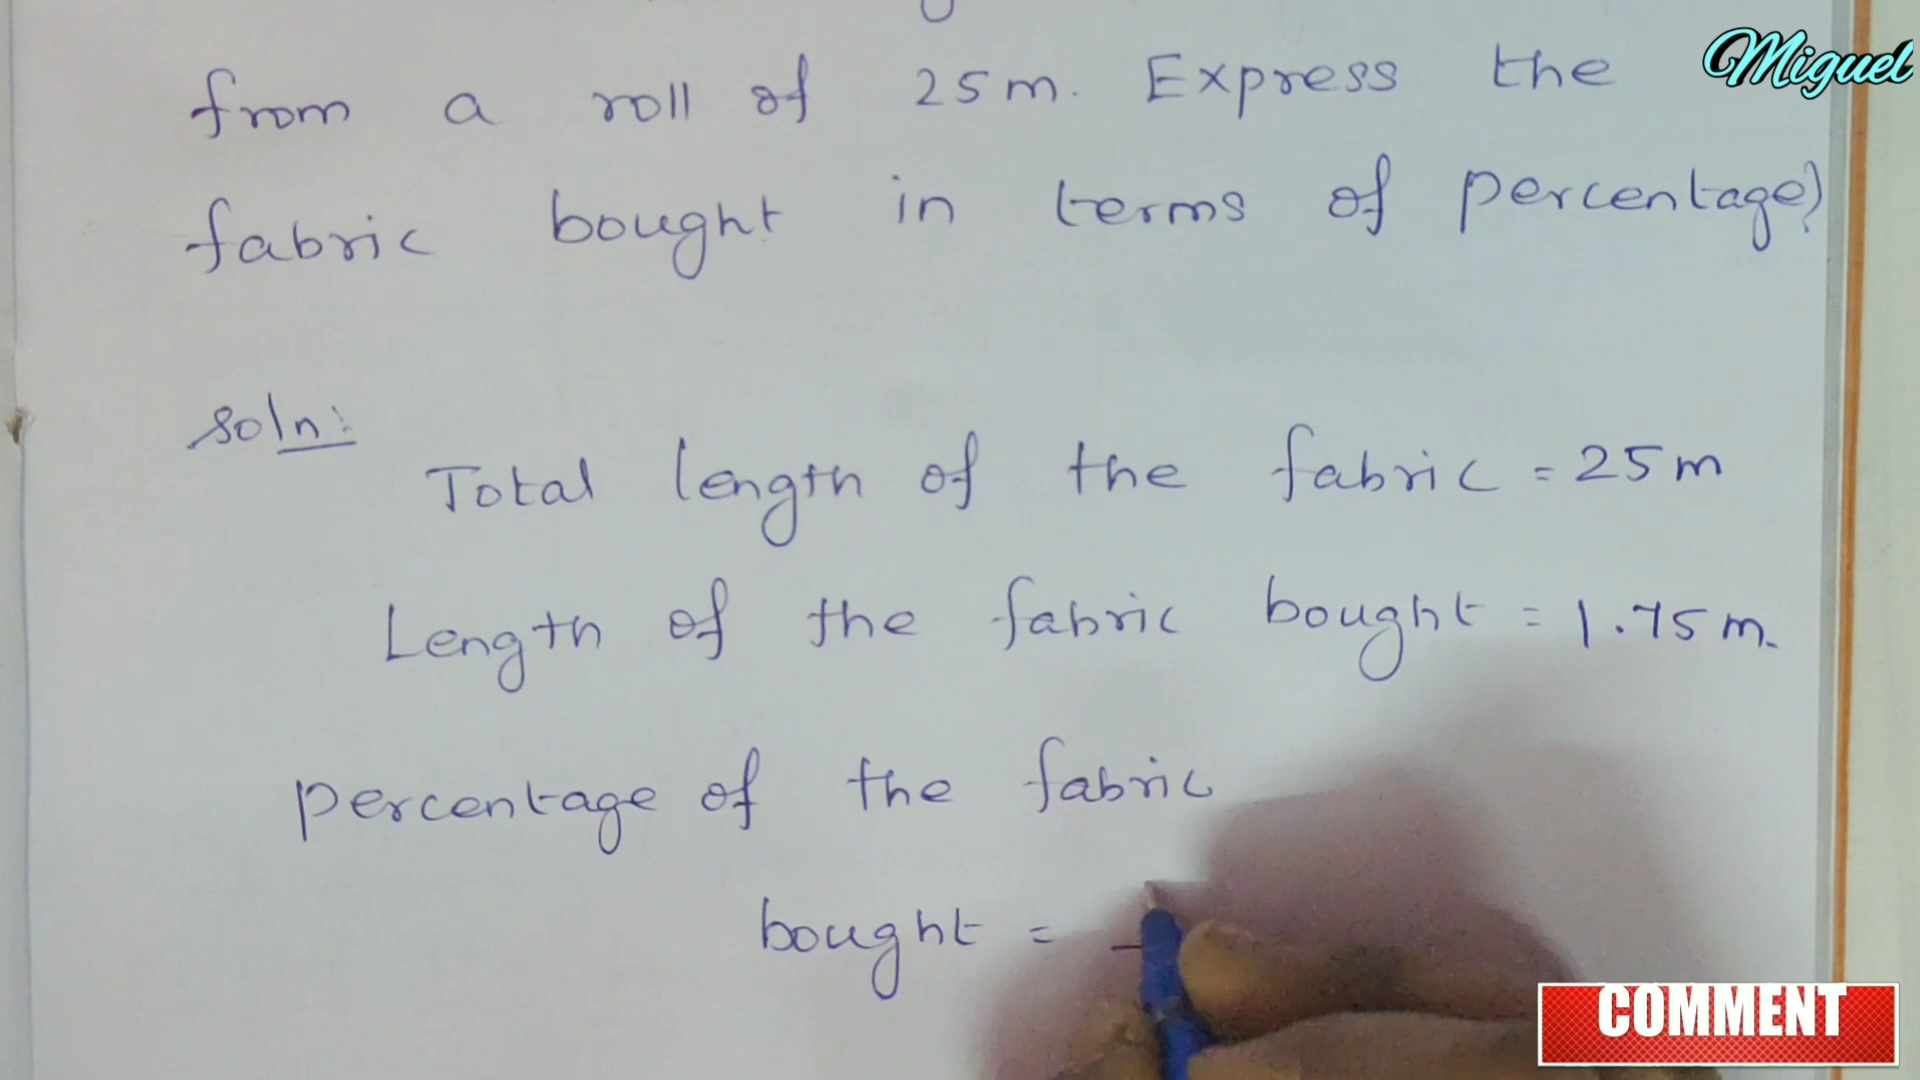 from a roll of 25m. Express the
fabric bought in terms of percentage?
soln:
Total length of the fabric = 25m
Length of the fabric bought = 1.75m.
percentage of the fabric
bought =
Miguel
COMMENT